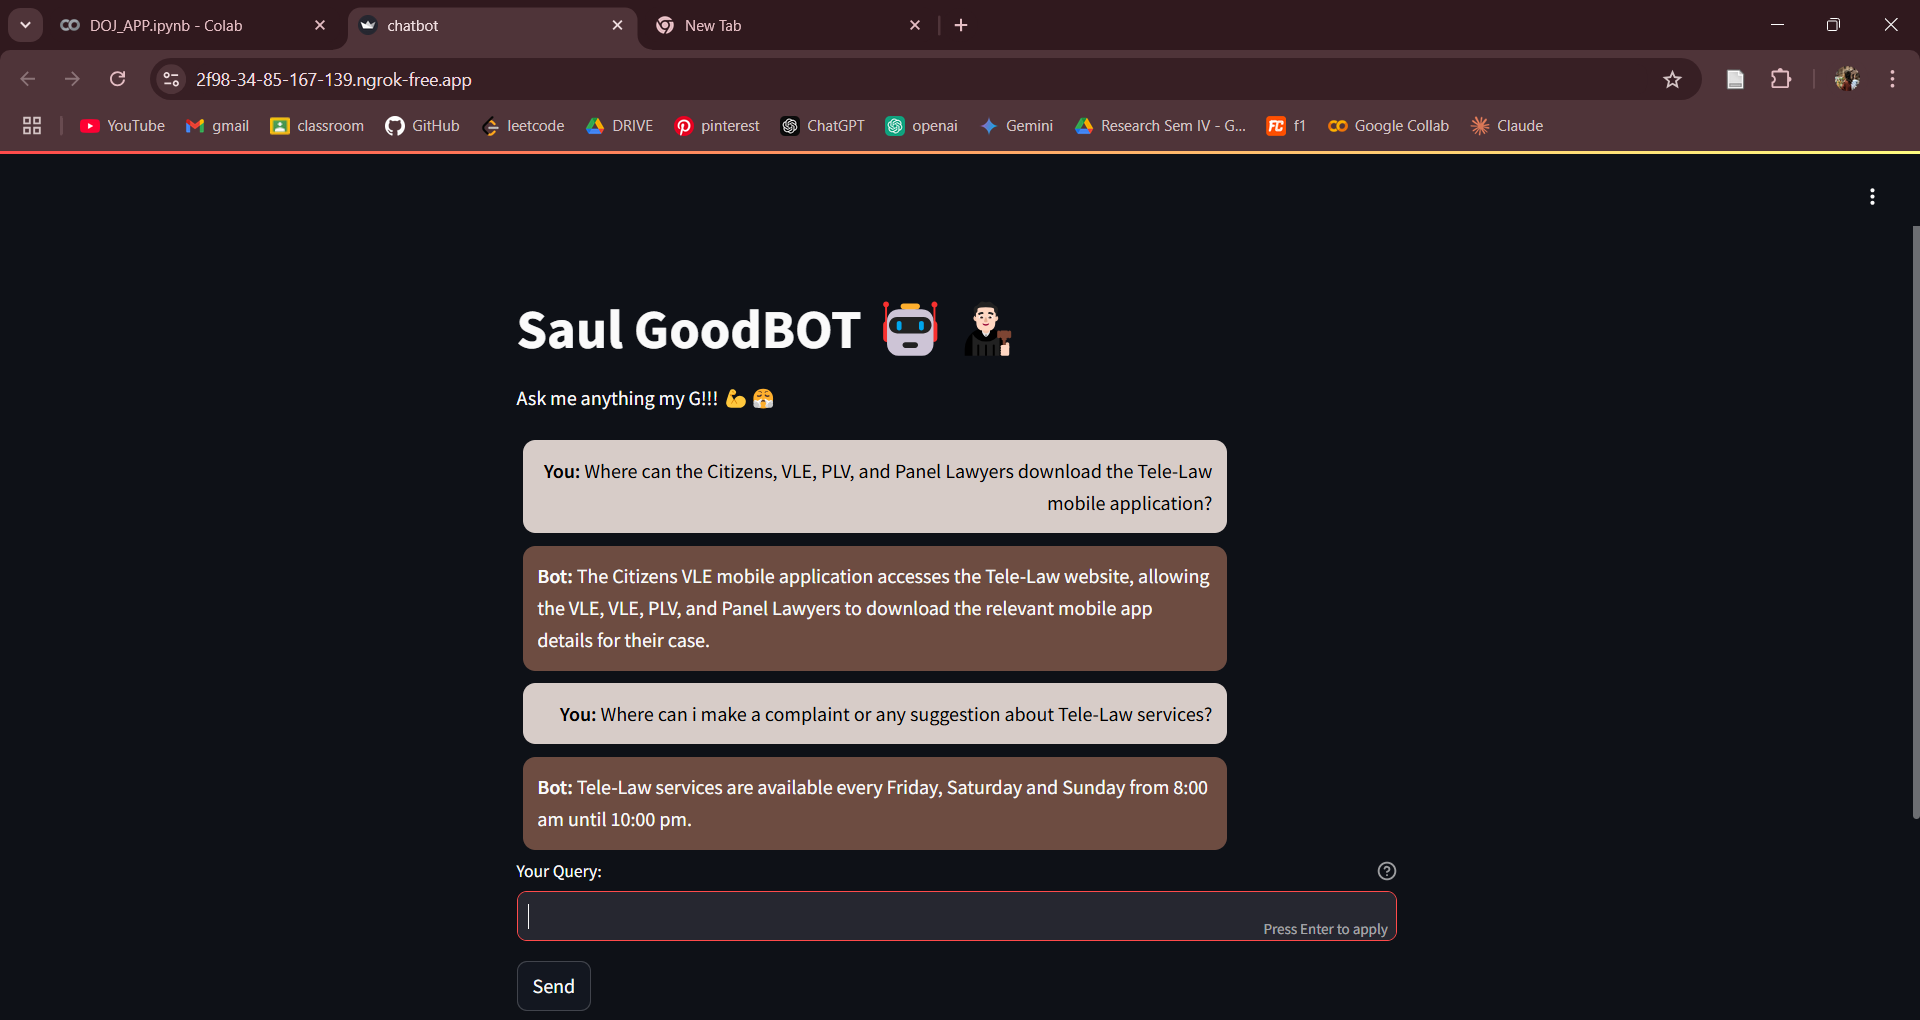 DOJ_APP.ipynb - Colab
chatbot
New Tab
2f98-34-85-167-139.ngrok-free.app
YouTube gmail classroom GitHub leetcode DRIVE pinterest ChatGPT openai Gemini Research Sem IV - G... FC f1 Google Collab Claude
Saul GoodBOT
Ask me anything my G!!!
You: Where can the Citizens, VLE, PLV, and Panel Lawyers download the Tele-Law
mobile application?
Bot: The Citizens VLE mobile application accesses the Tele-Law website, allowing
the VLE, VLE, PLV, and Panel Lawyers to download the relevant mobile app
details for their case.
You: Where can i make a complaint or any suggestion about Tele-Law services?
Bot: Tele-Law services are available every Friday, Saturday and Sunday from 8:00
am until 10:00 pm.
Your Query:
Press Enter to apply
Send